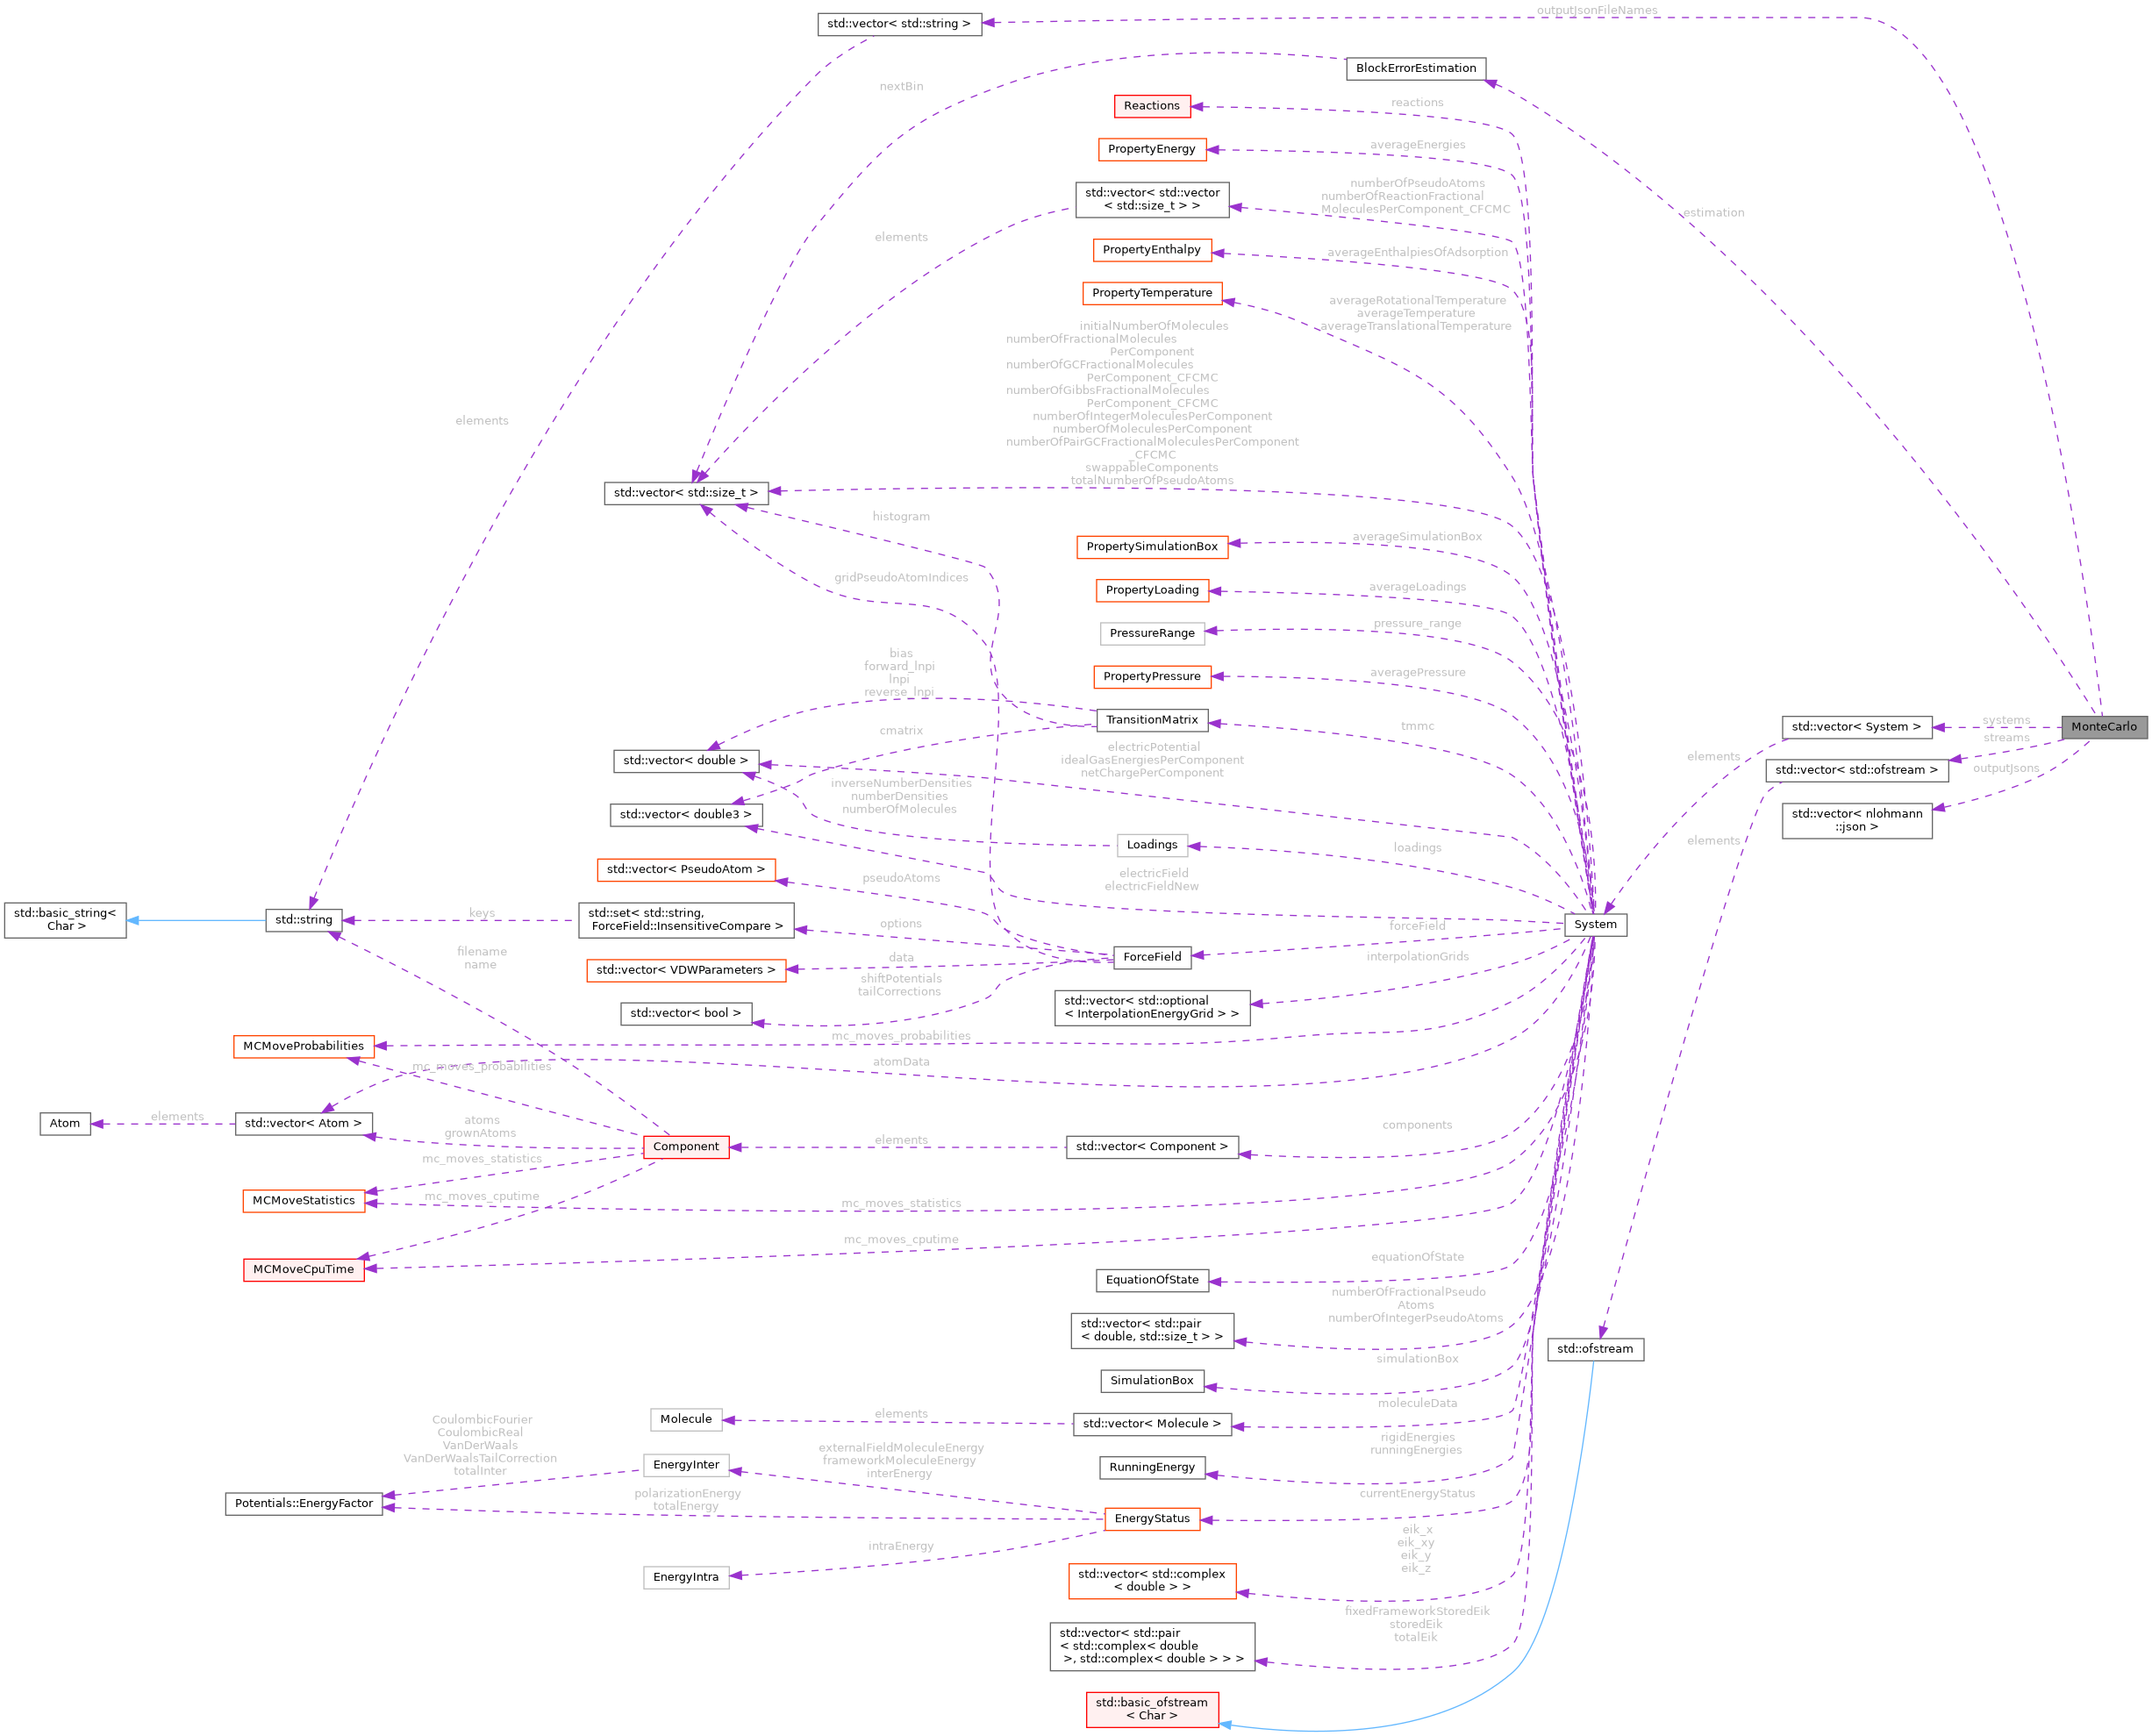 outputJsonFileNames
std::vector< std::string >
BlockErrorEstimation
nextBin
Reactions
reactions
PropertyEnergy
averageEnergies
std::vector< std::vector
< std::size_t > >
numberOfPseudoAtoms
numberOfReactionFractional
MoleculesPerComponent_CFCMC
estimation
elements
PropertyEnthalpy
averageEnthalpiesOfAdsorption
PropertyTemperature
averageRotationalTemperature
averageTemperature
averageTranslationalTemperature
initialNumberOfMolecules
numberOfFractionalMolecules
PerComponent
numberOfGCFractionalMolecules
PerComponent_CFCMC
numberOfGibbsFractionalMolecules
PerComponent_CFCMC
numberOfIntegerMoleculesPerComponent
numberOfMoleculesPerComponent
numberOfPairGCFractionalMoleculesPerComponent
_CFCMC
swappableComponents
totalNumberOfPseudoAtoms
elements
std::vector< std::size_t >
histogram
PropertySimulationBox
averageSimulationBox
gridPseudoAtomIndices
PropertyLoading
averageLoadings
PressureRange
pressure_range
bias
forward_lnpi
lnpi
reverse_lnpi
PropertyPressure
averagePressure
TransitionMatrix
tmmc
cmatrix
std::vector< System >
systems
MonteCarlo
streams
std::vector< double >
electricPotential
idealGasEnergiesPerComponent
netChargePerComponent
elements
std::vector< std::ofstream >
outputJsons
inverseNumberDensities
numberDensities
numberOfMolecules
std::vector< double3 >
std::vector< nlohmann
::json >
Loadings
loadings
elements
std::vector< PseudoAtom >
pseudoAtoms
electricField
electricFieldNew
std::basic_string<
Char >
std::string
keys
std::set< std::string,
ForceField::InsensitiveCompare >
options
System
forceField
filename
name
std::vector< VDWParameters >
data
ForceField
interpolationGrids
shiftPotentials
tailCorrections
std::vector< bool >
std::vector< std::optional
< InterpolationEnergyGrid > >
MCMoveProbabilities
mc_moves_probabilities
mc_moves_probabilities
atomData
Atom
elements
std::vector< Atom >
atoms
grownAtoms
Component
elements
std::vector< Component >
components
mc_moves_statistics
MCMoveStatistics
mc_moves_cputime
mc_moves_statistics
mc_moves_cputime
MCMoveCpuTime
equationOfState
EquationOfState
numberOfFractionalPseudo
Atoms
numberOfIntegerPseudoAtoms
std::vector< std::pair
< double, std::size_t > >
std::ofstream
simulationBox
SimulationBox
moleculeData
Molecule
elements
std::vector< Molecule >
CoulombicFourier
CoulombicReal
VanDerWaals
VanDerWaalsTailCorrection
totalInter
EnergyInter
externalFieldMoleculeEnergy
frameworkMoleculeEnergy
interEnergy
rigidEnergies
runningEnergies
RunningEnergy
Potentials::EnergyFactor
polarizationEnergy
totalEnergy
currentEnergyStatus
EnergyStatus
intraEnergy
EnergyIntra
eik_x
eik_xy
eik_y
eik_z
std::vector< std::complex
< double > >
fixedFrameworkStoredEik
storedEik
totalEik
std::vector< std::pair
< std::complex< double
>, std::complex< double > > >
std::basic_ofstream
< Char >